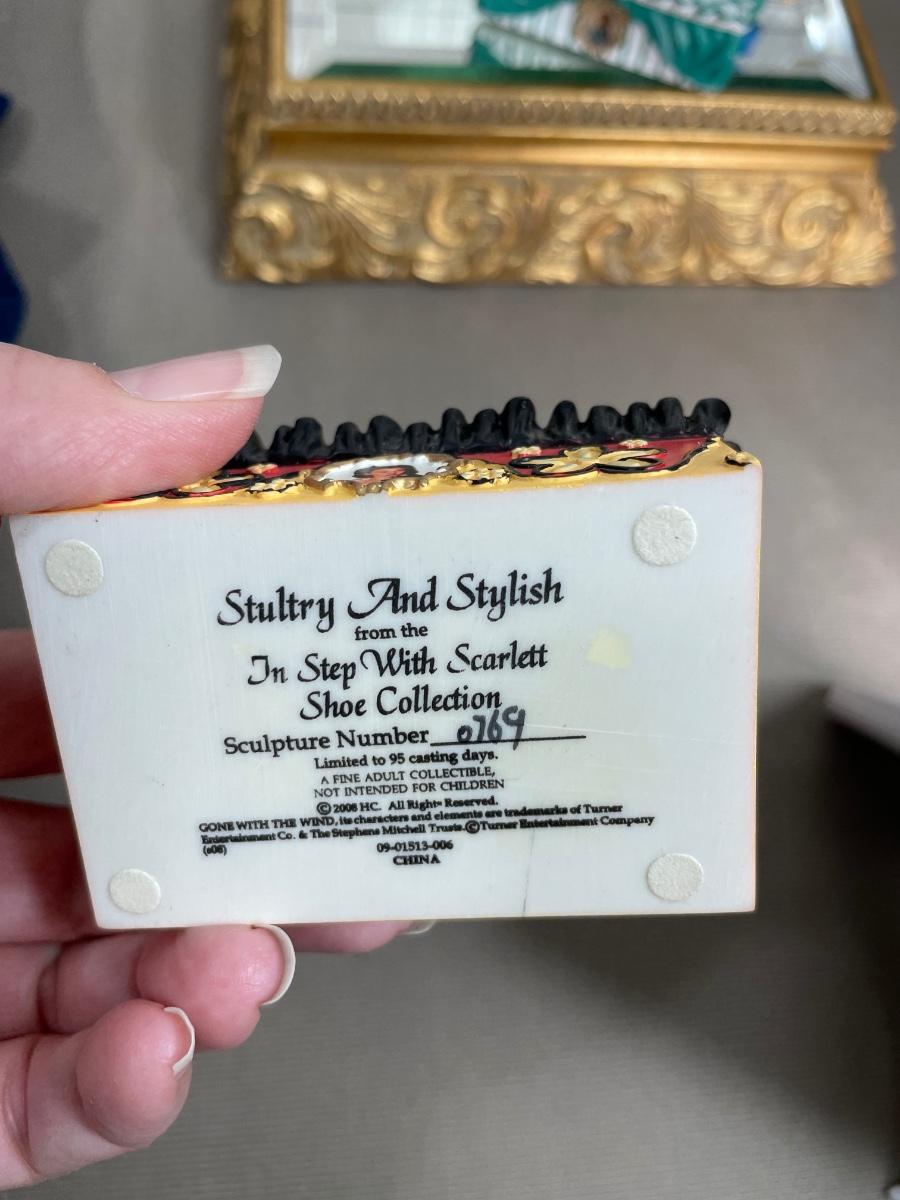 Stultry And Stylish
from the
In Step With Scarlett
Shoe Collection
Sculpture Number 0769
Limited to 95 casting days.
A FINE ADULT COLLECTIBLE,
NOT INTENDED FOR CHILDREN
©2008 HC. All Rights Reserved.
GONE WITH THE WIND, its characters and elements are trademarks of Turner
Entertainment Co. & The Stephens Mitchell Trusts.©Turner Entertainment Company
(s08)
09-01513-006
CHINA